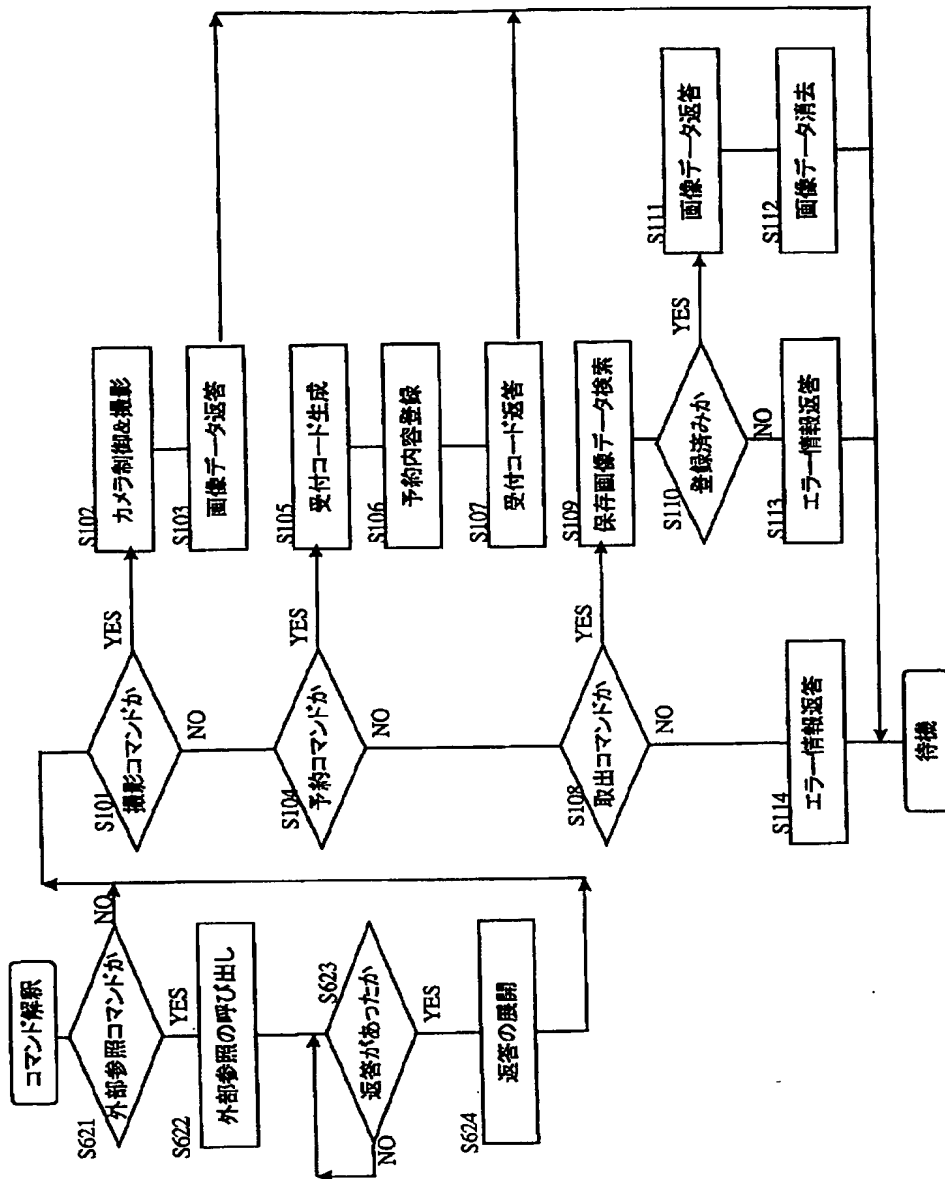 コマンド解釈
S621
外部参照コマンドか
NO
YES
S622
外部参照の呼び出し
S623
返答があったか
NO
YES
S624
返答の展開
S101
撮影コマンドか
YES
NO
S102
カメラ制御&撮影
S103
画像データ返答
S104
予約コマンドか
YES
NO
S105
受付コード生成
S106
予約内容登録
S107
受付コード返答
S108
取出コマンドか
YES
NO
S109
保存画像データ検索
S110
登録済みか
YES
NO
S111
画像データ返答
S112
画像データ消去
S113
エラー情報返答
S114
エラー情報返答
待機